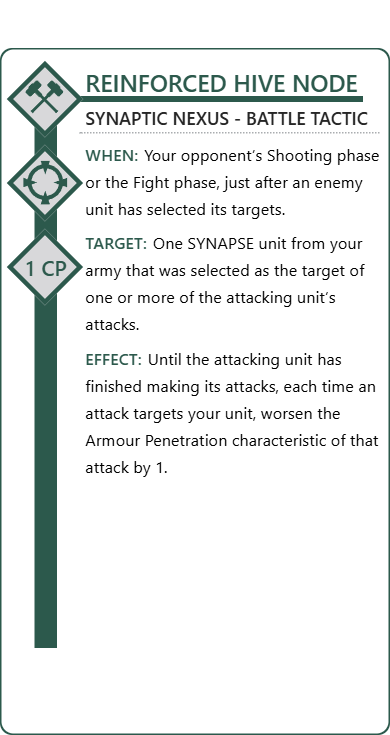 REINFORCED HIVE NODE
SYNAPTIC NEXUS - BATTLE TACTIC
WHEN: Your opponent's Shooting phase
or the Fight phase, just after an enemy
unit has selected its targets.
TARGET: One SYNAPSE unit from your
1 CP
army that was selected as the target of
one or more of the attacking unit's
attacks.
EFFECT: Until the attacking unit has
finished making its attacks, each time an
attack targets your unit, worsen the
Armour Penetration characteristic of that
attack by 1.